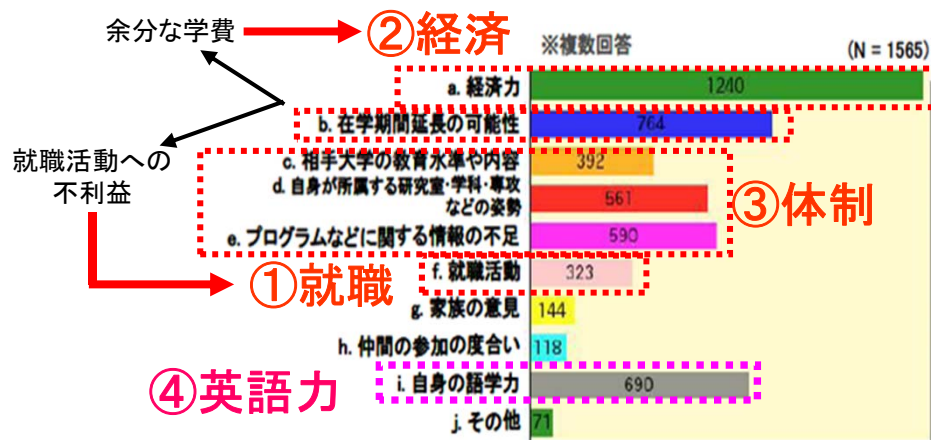 余分な学費
②経済
※複数回答
(N = 1565)
a. 経済力
1240
b. 在学期間延長の可能性
764
就職活動への
不利益
c. 相手大学の教育水準や内容
392
d. 自身が所属する研究室・学科・専攻
などの姿勢
561
③体制
e. プログラムなどに関する情報の不足
590
①就職
f. 就職活動
323
g. 家族の意見
144
h. 仲間の参加の度合い
118
④英語力
i. 自身の語学力
690
j. その他
71